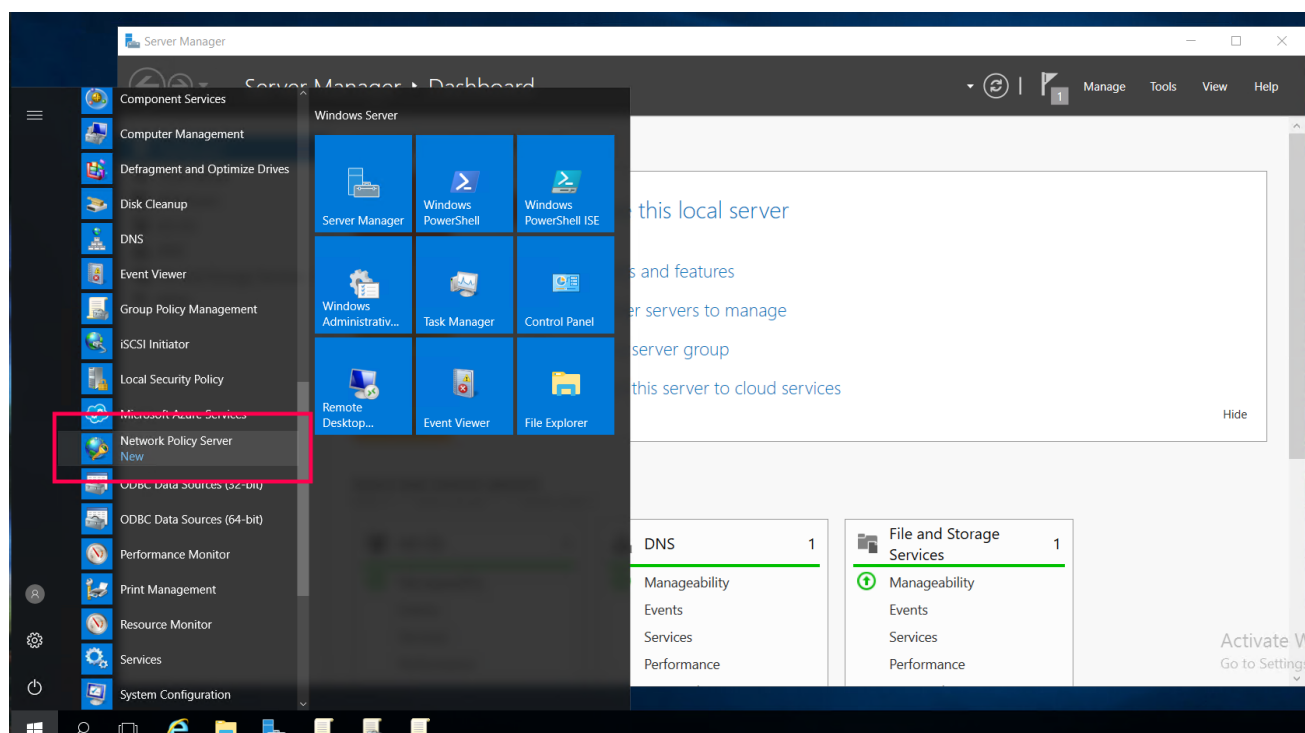 Server Manager
Server Manager ▸ Dashboard
1
Manage
Tools
View
Help
Component Services
Computer Management
Defragment and Optimize Drives
Disk Cleanup
DNS
Event Viewer
Group Policy Management
iSCSI Initiator
Local Security Policy
Microsoft Azure Services
Network Policy Server
New
ODBC Data Sources (32-bit)
ODBC Data Sources (64-bit)
Performance Monitor
Print Management
Resource Monitor
Services
System Configuration
Windows Server
Server Manager
Windows
PowerShell
Windows
PowerShell ISE
Windows
Administrativ...
Task Manager
Control Panel
Remote
Desktop...
Event Viewer
File Explorer
this local server
and features
servers to manage
server group
this server to cloud services
Hide
DNS 1
Manageability
Events
Services
Performance
File and Storage
Services 1
Manageability
Events
Services
Performance
Activate
Go to Settings